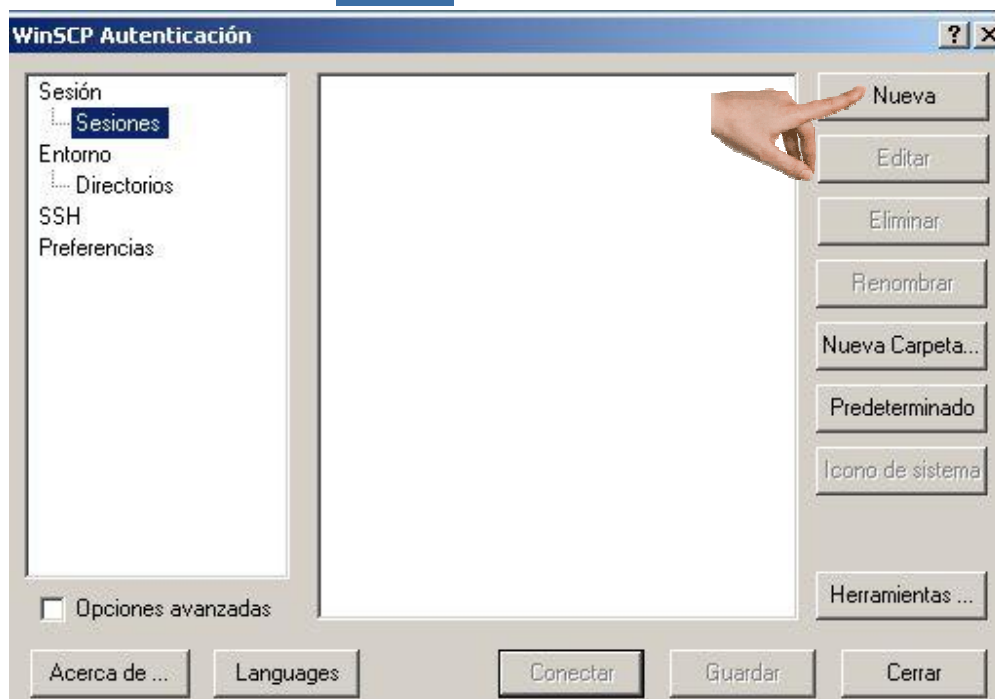 WinSCP Autenticación
Sesión
Sesiones
Entorno
Directorios
SSH
Preferencias
Opciones avanzadas
Nueva
Editar
Eliminar
Renombrar
Nueva Carpeta...
Predeterminado
Icono de sistema
Herramientas ...
Acerca de ...
Languages
Conectar
Guardar
Cerrar